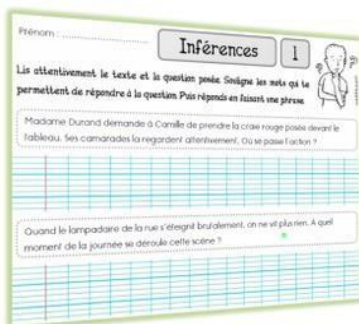 Prénom : ....................
Inférences 1
Lis attentivement le texte et la question posée. Souligne les mots qui te
permettent de répondre à la question. Puis réponds en faisant une phrase.
Madame Durand demande à Camille de prendre la craie rouge posée devant le
tableau. Ses camarades la regardent attentivement. Où se passe l'action ?
Quand le lampadaire de la rue s'éteignit brutalement, on ne vit plus rien. A quel
moment de la journée se déroule cette scène ?